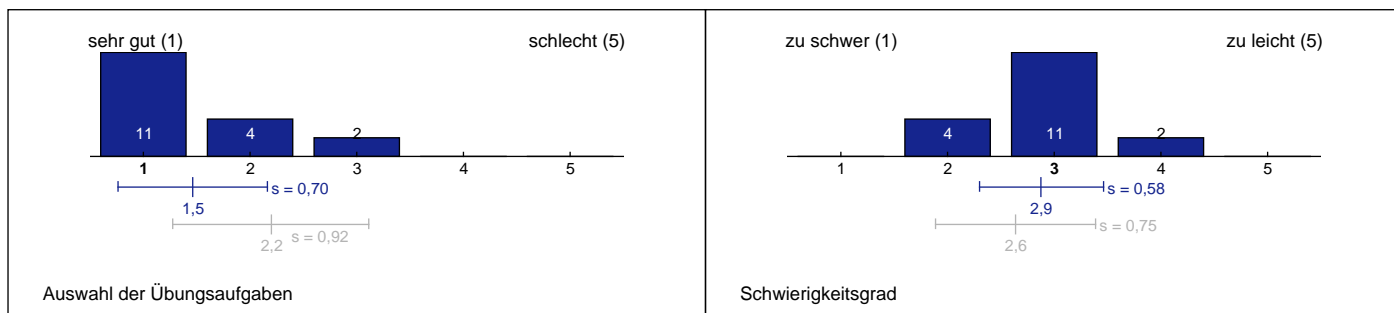 sehr gut (1) schlecht (5)
11 4 2
1 2 3 4 5
s = 0,70
1,5
s = 0,92
2,2
Auswahl der Übungsaufgaben
zu schwer (1) zu leicht (5)
4 11 2
1 2 3 4 5
s = 0,58
2,9
s = 0,75
2,6
Schwierigkeitsgrad